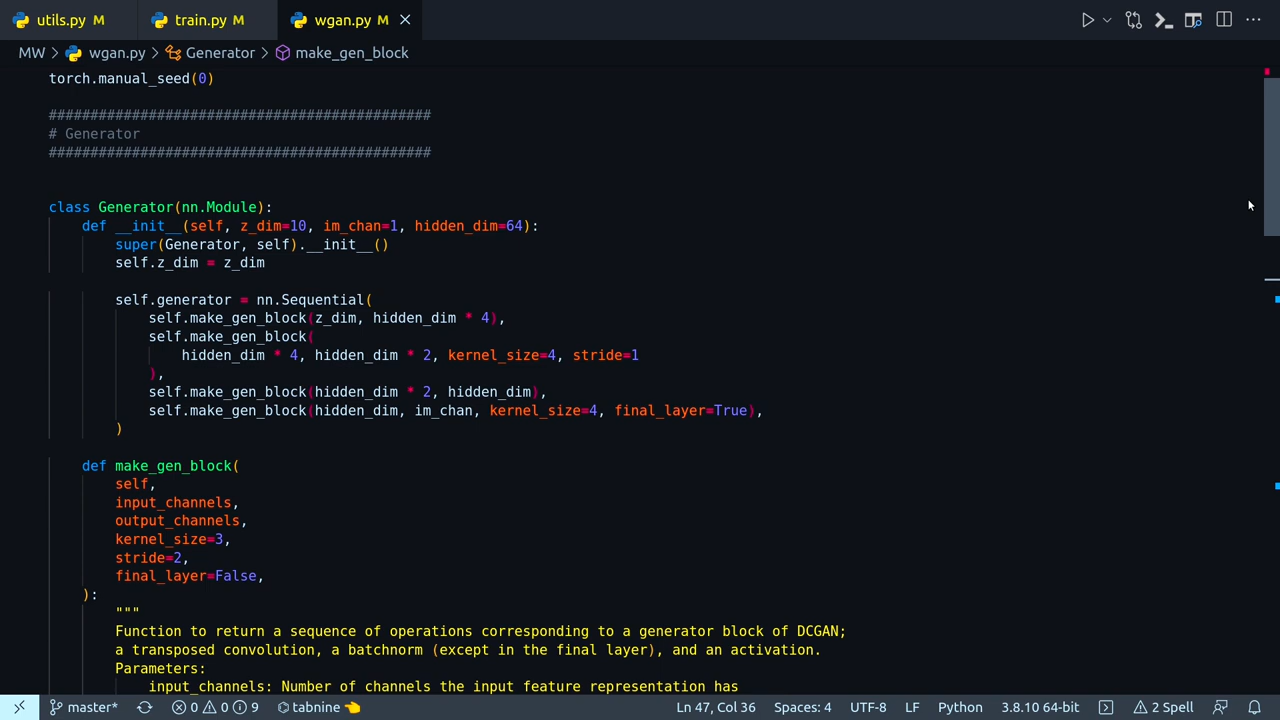 utils.py M train.py M wgan.py M
MW > wgan.py > Generator > make_gen_block
torch.manual_seed(0)
##############################################
# Generator
##############################################
class Generator(nn.Module):
def __init__(self, z_dim=10, im_chan=1, hidden_dim=64):
super(Generator, self).__init__()
self.z_dim = z_dim
self.generator = nn.Sequential(
self.make_gen_block(z_dim, hidden_dim * 4),
self.make_gen_block(
hidden_dim * 4, hidden_dim * 2, kernel_size=4, stride=1
),
self.make_gen_block(hidden_dim * 2, hidden_dim),
self.make_gen_block(hidden_dim, im_chan, kernel_size=4, final_layer=True),
)
def make_gen_block(
self,
input_channels,
output_channels,
kernel_size=3,
stride=2,
final_layer=False,
):
"""
Function to return a sequence of operations corresponding to a generator block of DCGAN;
a transposed convolution, a batchnorm (except in the final layer), and an activation.
Parameters:
input_channels: Number of channels the input feature representation has
master* 0 0 9 tabnine Ln 47, Col 36 Spaces: 4 UTF-8 LF Python 3.8.10 64-bit 2 Spell